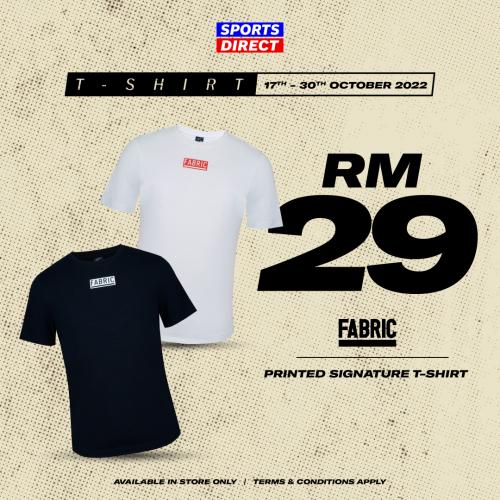 SPORTS
DIRECT
T-SHIRT 17TH - 30TH OCTOBER 2022
RM
29
FABRIC
FABRIC
FABRIC
PRINTED SIGNATURE T-SHIRT
AVAILABLE IN STORE ONLY | TERMS & CONDITIONS APPLY